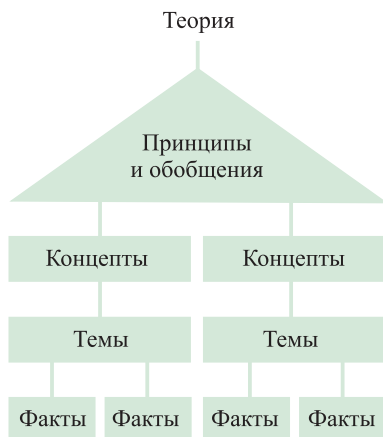 Теория
Принципы
и обобщения
Концепты Концепты
Темы Темы
Факты Факты Факты Факты